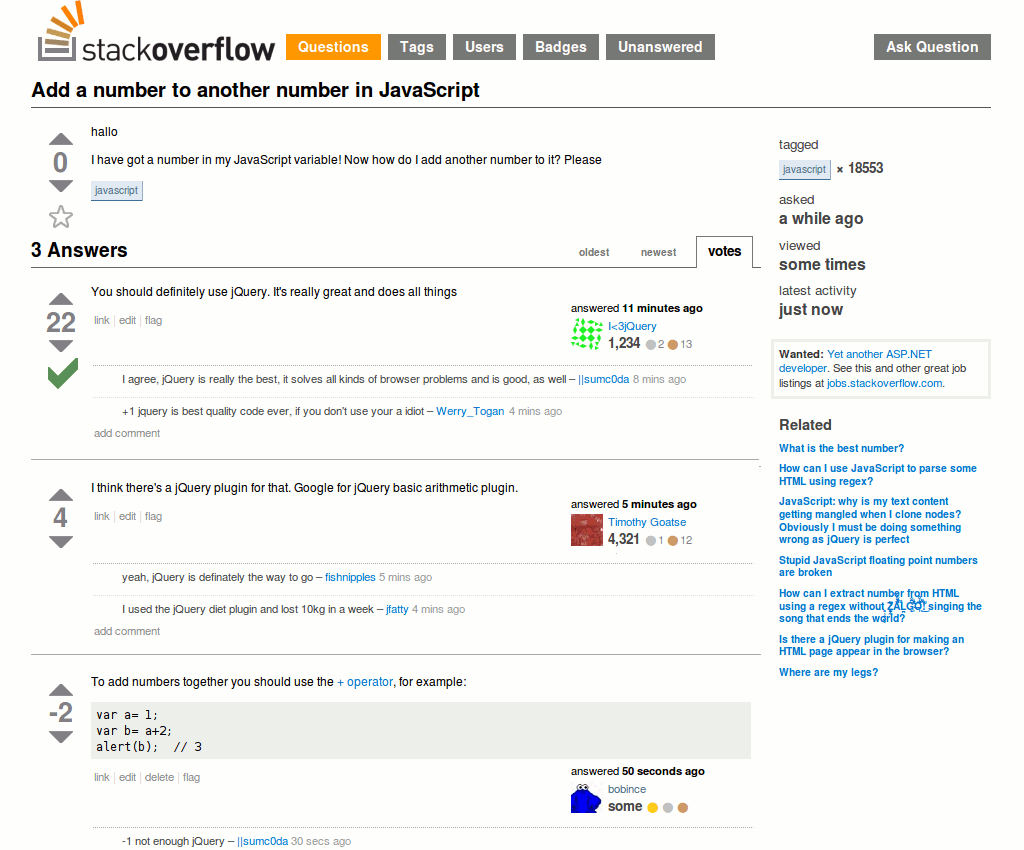 stackoverflow
Questions Tags Users Badges Unanswered Ask Question
Add a number to another number in JavaScript
0
hallo
I have got a number in my JavaScript variable! Now how do I add another number to it? Please
javascript
3 Answers
oldest newest votes
22
You should definitely use jQuery. It's really great and does all things
link | edit | flag
answered 11 minutes ago
I<3jQuery
1,234 2 13
I agree, jQuery is really the best, it solves all kinds of browser problems and is good, as well – ||sumc0da 8 mins ago
+1 jquery is best quality code ever, if you don't use your a idiot – Werry_Togan 4 mins ago
add comment
4
I think there's a jQuery plugin for that. Google for jQuery basic arithmetic plugin.
link | edit | flag
answered 5 minutes ago
Timothy Goatse
4,321 1 12
yeah, jQuery is definately the way to go – fishnipples 5 mins ago
I used the jQuery diet plugin and lost 10kg in a week – jfatty 4 mins ago
add comment
-2
To add numbers together you should use the + operator, for example:
var a= 1;
var b= a+2;
alert(b);  // 3
link | edit | delete | flag
answered 50 seconds ago
bobince
some
-1 not enough jQuery – ||sumc0da 30 secs ago
tagged
javascript × 18553
asked
a while ago
viewed
some times
latest activity
just now
Wanted: Yet another ASP.NET
developer. See this and other great job
listings at jobs.stackoverflow.com.
Related
What is the best number?
How can I use JavaScript to parse some
HTML using regex?
JavaScript: why is my text content
getting mangled when I clone nodes?
Obviously I must be doing something
wrong as jQuery is perfect
Stupid JavaScript floating point numbers
are broken
How can I extract number from HTML
using a regex without ZALGO! singing the
song that ends the world?
Is there a jQuery plugin for making an
HTML page appear in the browser?
Where are my legs?